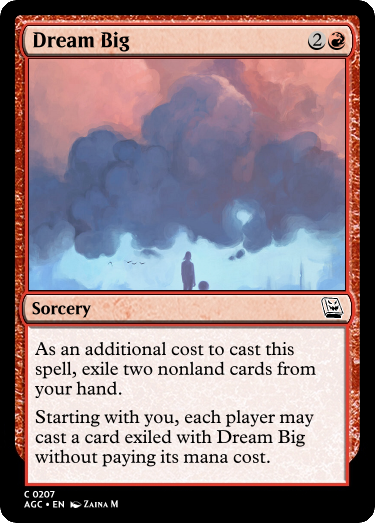 Dream Big 2
Sorcery
As an additional cost to cast this
spell, exile two nonland cards from
your hand.
Starting with you, each player may
cast a card exiled with Dream Big
without paying its mana cost.
C 0207
AGC • EN Zaina M